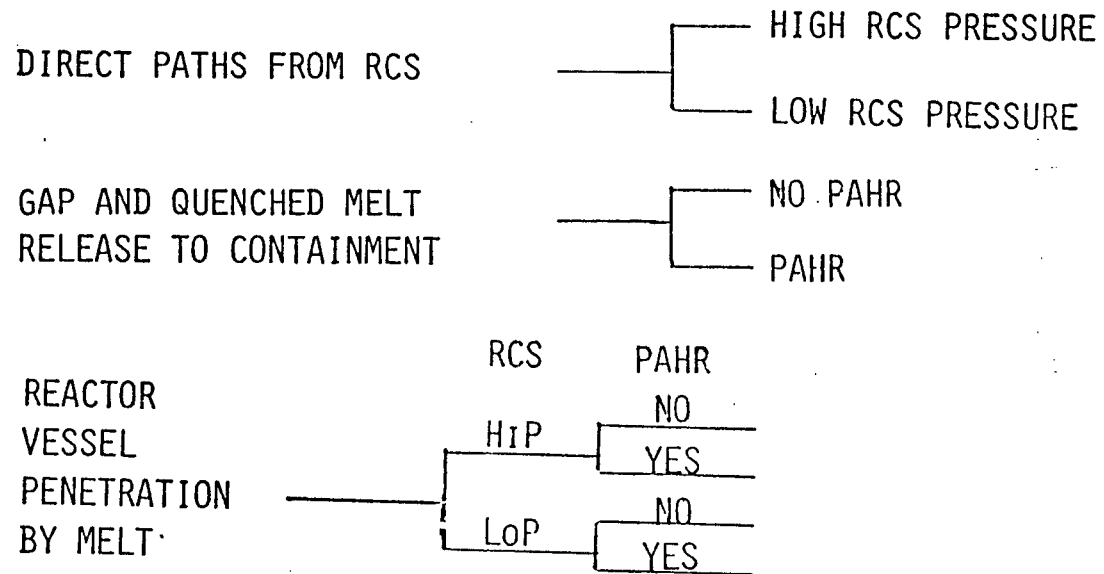 DIRECT PATHS FROM RCS
HIGH RCS PRESSURE
LOW RCS PRESSURE
GAP AND QUENCHED MELT
RELEASE TO CONTAINMENT
NO PAHR
PAHR
REACTOR
VESSEL
PENETRATION
BY MELT
RCS
PAHR
HIP
NO
YES
LOP
NO
YES